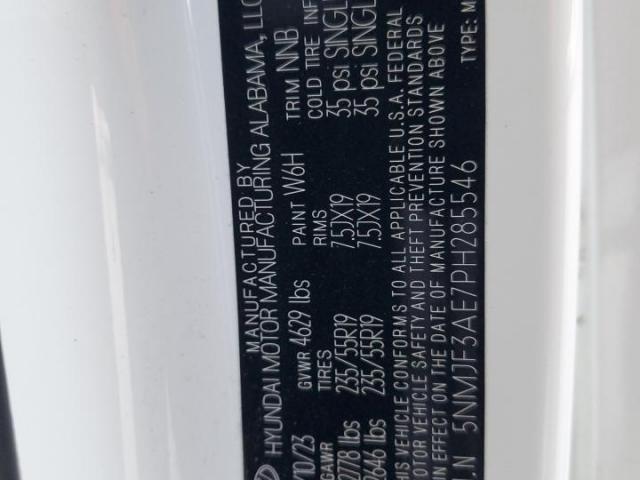 MANUFACTURED BY
HYUNDAI MOTOR MANUFACTURING ALABAMA, LLC
/10/23 GVWR 4629 lbs PAINT W6H TRIM NNB
GAWR TIRES RIMS COLD TIRE INF
2778 lbs 235/55R19 7.5JX19 35 psi SINGL
2646 lbs 235/55R19 7.5JX19 35 psi SINGL
HIS VEHICLE CONFORMS TO ALL APPLICABLE U.S.A. FEDERAL
MOTOR VEHICLE SAFETY AND THEFT PREVENTION STANDARDS
IN EFFECT ON THE DATE OF MANUFACTURE SHOWN ABOVE
I.N 5NMJF3AE7PH285546 TYPE: M